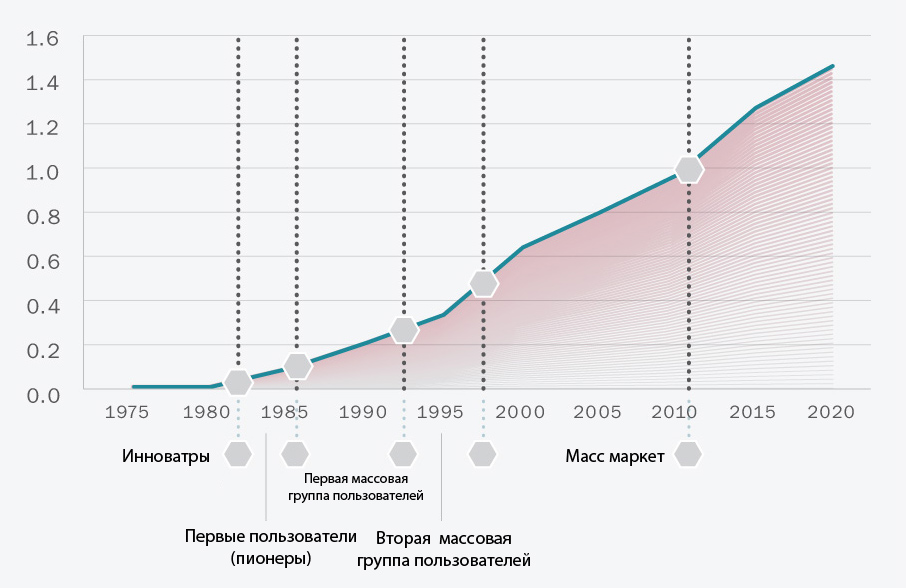 1.6
1.4
1.2
1.0
0.8
0.6
0.4
0.2
0.0
1975 1980 1985 1990 1995 2000 2005 2010 2015 2020
Инноватры
Масс маркет
Первая массовая
группа пользователей
Первые пользователи
(пионеры)
Вторая массовая
группа пользователей